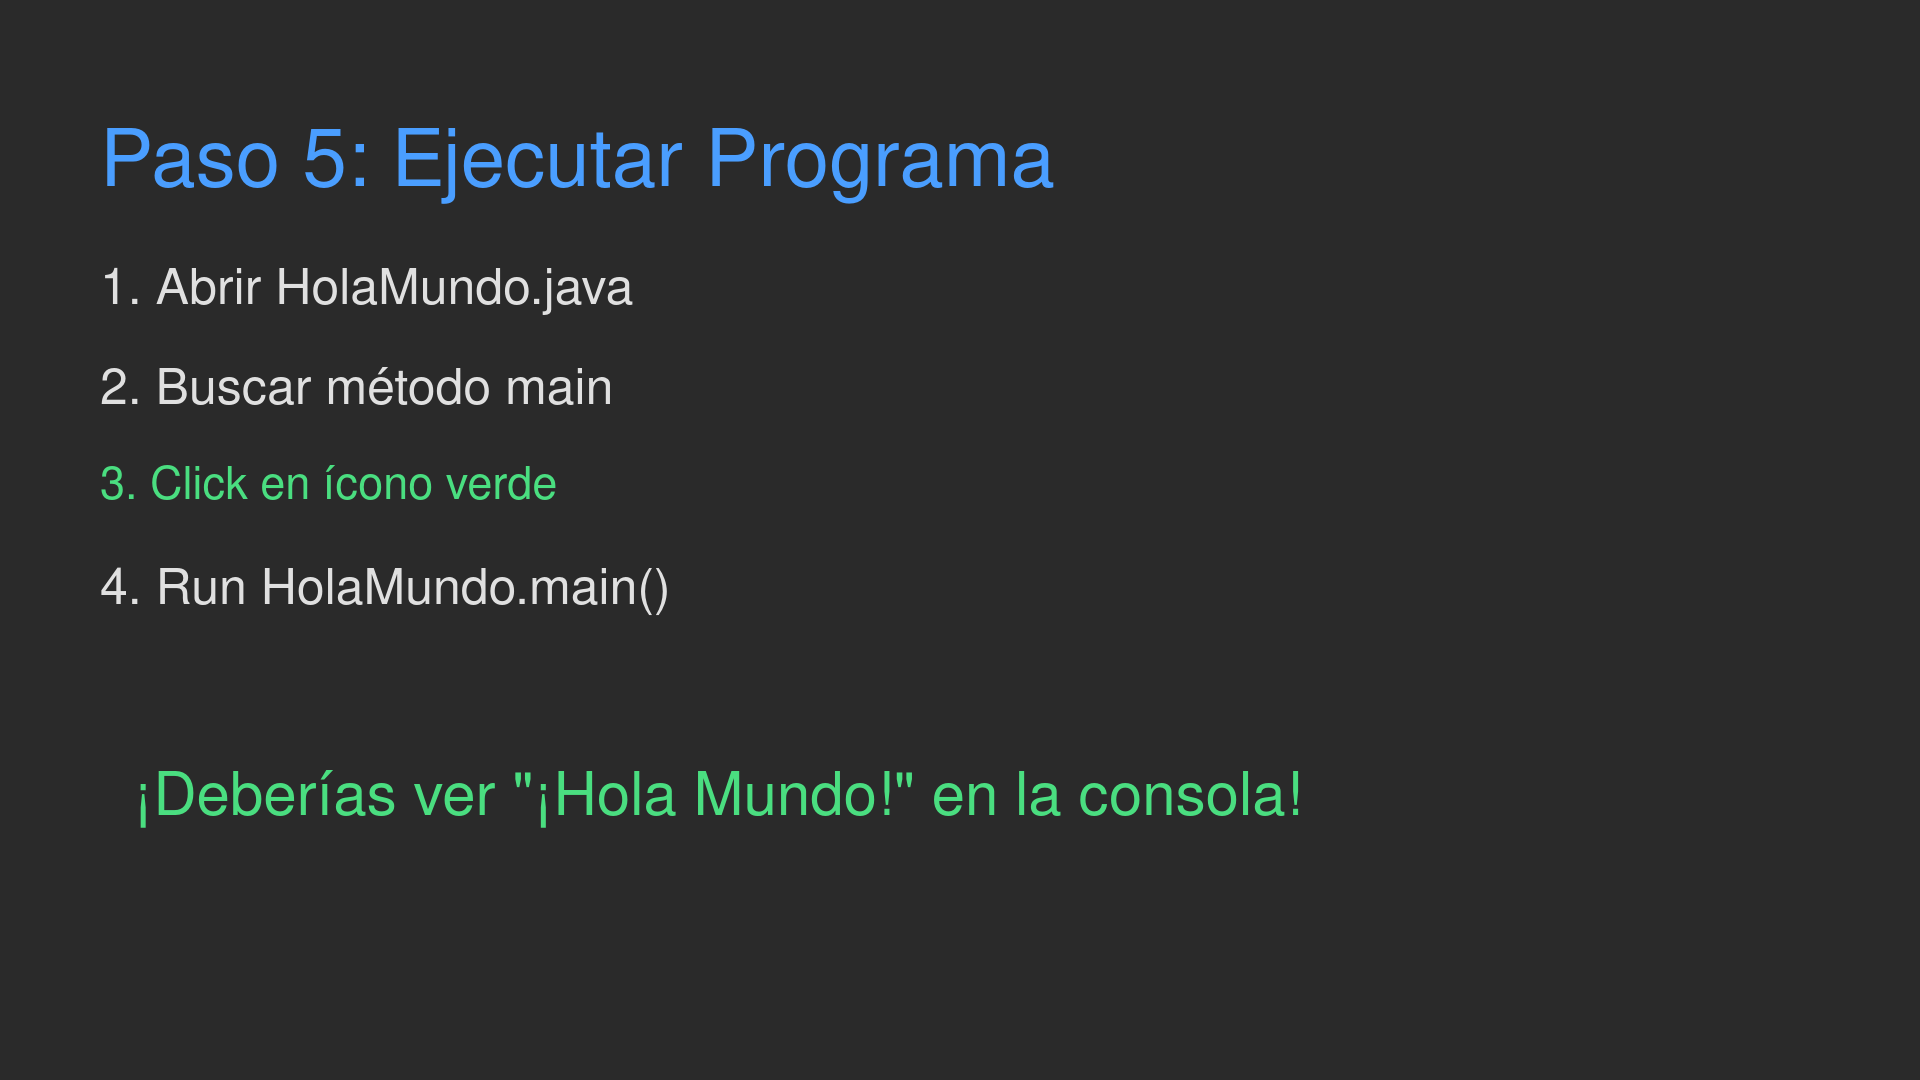 Paso 5: Ejecutar Programa
1. Abrir HolaMundo.java
2. Buscar método main
3. Click en ícono verde
4. Run HolaMundo.main()
¡Deberías ver "¡Hola Mundo!" en la consola!